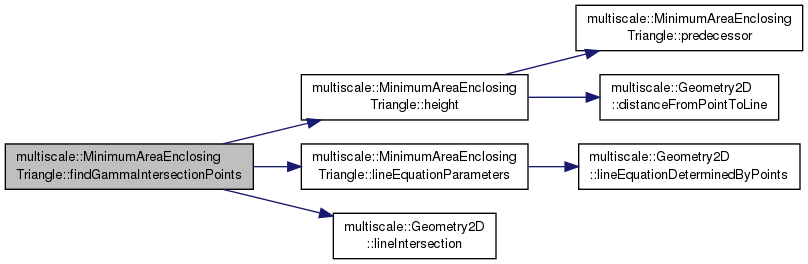 multiscale::MinimumAreaEnclosing
Triangle::findGammaIntersectionPoints
multiscale::MinimumAreaEnclosing
Triangle::height
multiscale::MinimumAreaEnclosing
Triangle::predecessor
multiscale::Geometry2D
::distanceFromPointToLine
multiscale::MinimumAreaEnclosing
Triangle::lineEquationParameters
multiscale::Geometry2D
::lineEquationDeterminedByPoints
multiscale::Geometry2D
::lineIntersection